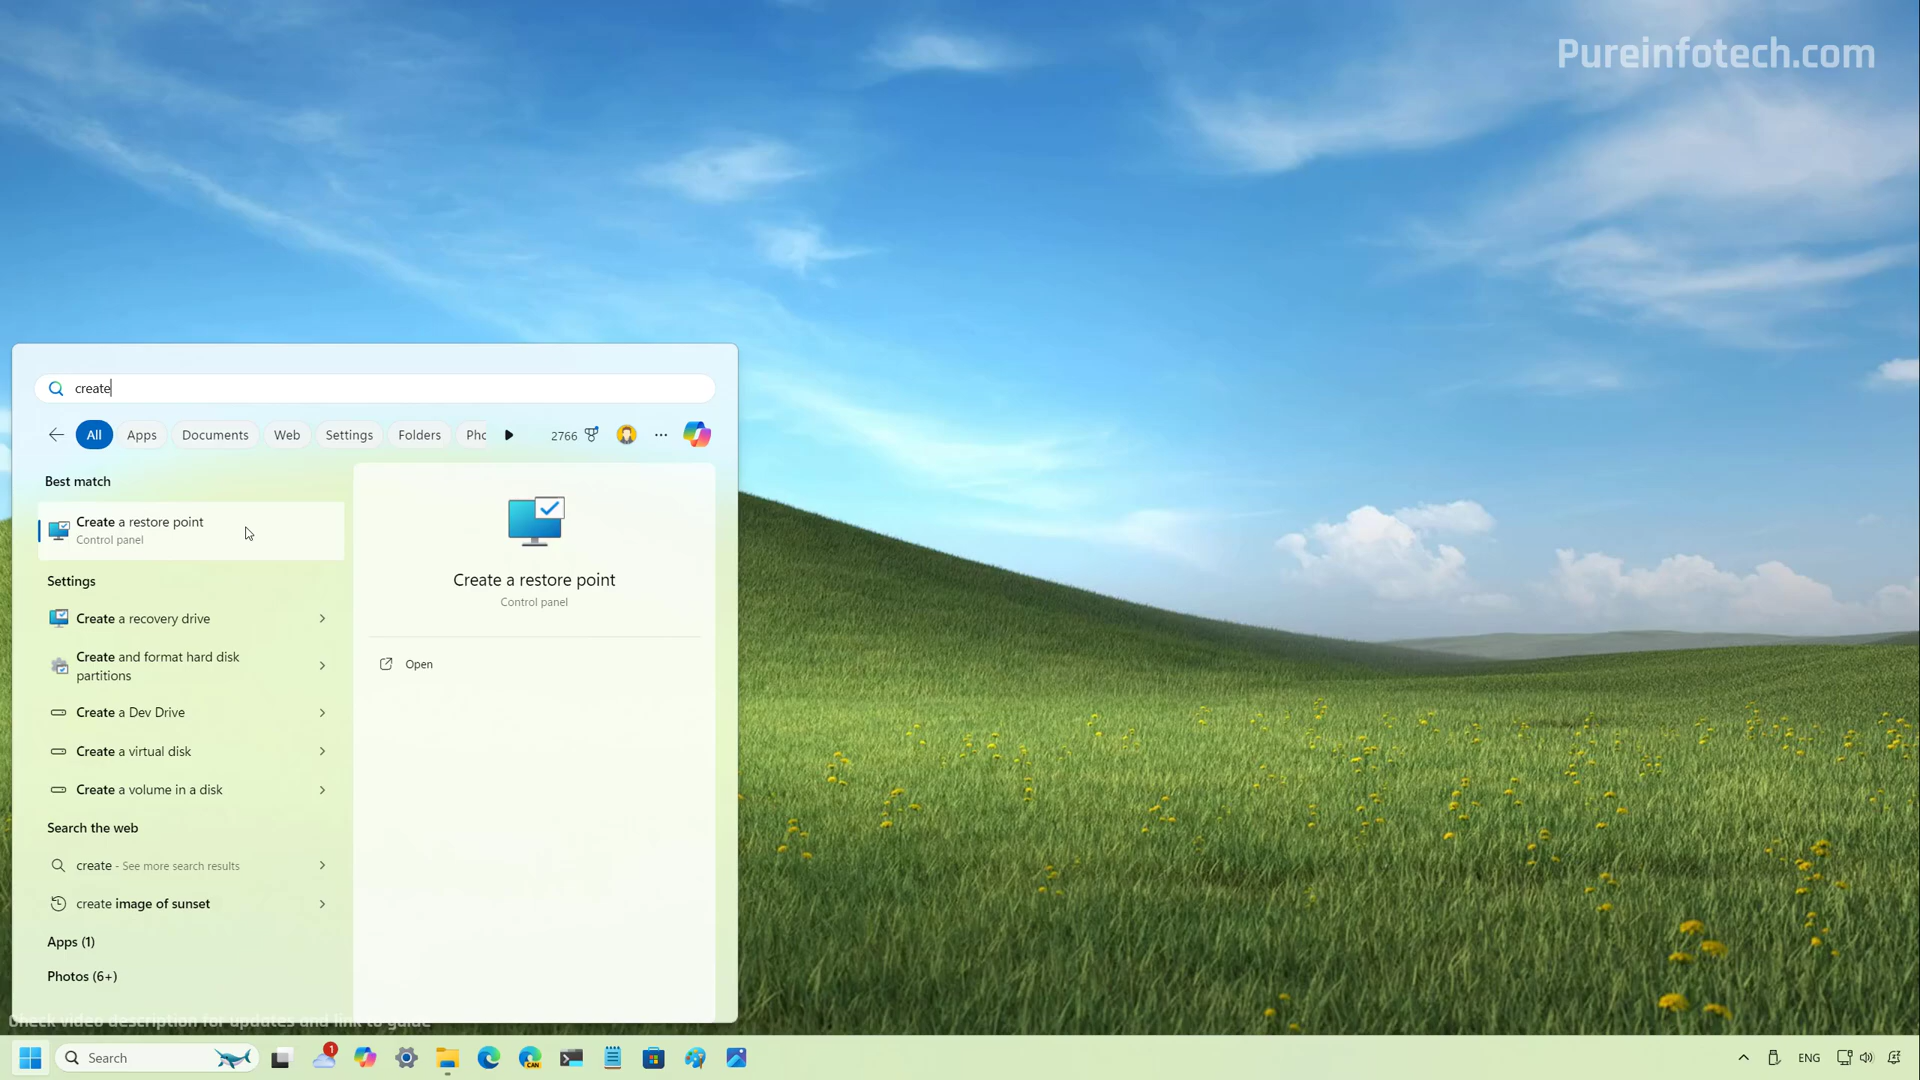 Pureinfotech.com
create
All
Apps
Documents
Web
Settings
Folders
Pho
2766
Best match
Create a restore point
Control panel
Settings
Create a recovery drive
Create and format hard disk
partitions
Create a Dev Drive
Create a virtual disk
Create a volume in a disk
Search the web
create - See more search results
create image of sunset
Apps (1)
Photos (6+)
Create a restore point
Control panel
Open
Check video description for updates and link to guide
Search
1
CAN
ENG